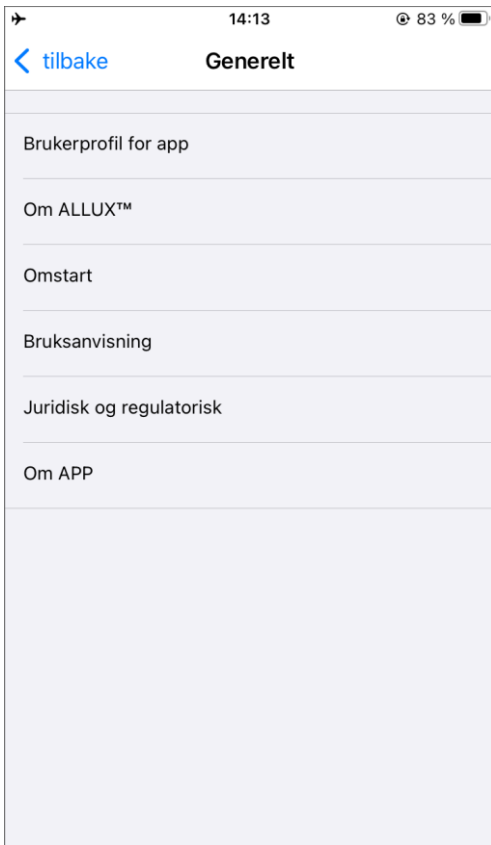 14:13
83 %
tilbake
Generelt
Brukerprofil for app
Om ALLUX™
Omstart
Bruksanvisning
Juridisk og regulatorisk
Om APP